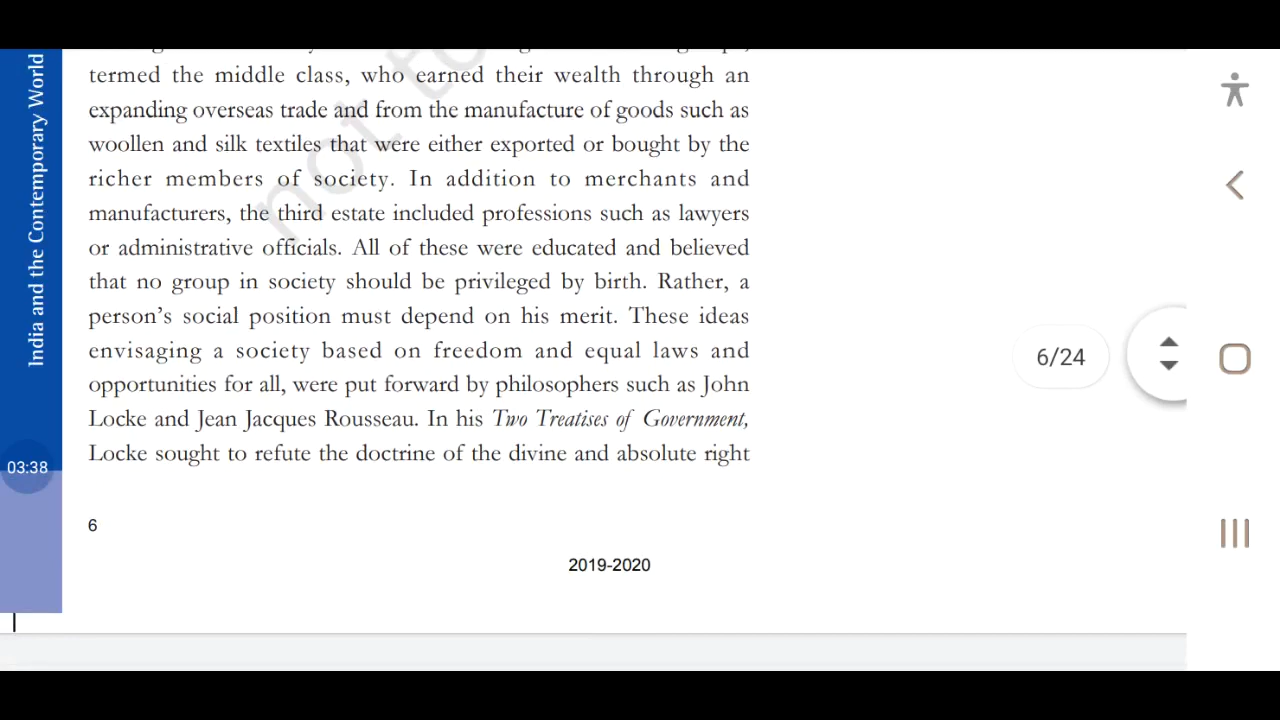 India and the Contemporary World
termed the middle class, who earned their wealth through an
expanding overseas trade and from the manufacture of goods such as
woollen and silk textiles that were either exported or bought by the
richer members of society. In addition to merchants and
manufacturers, the third estate included professions such as lawyers
or administrative officials. All of these were educated and believed
that no group in society should be privileged by birth. Rather, a
person's social position must depend on his merit. These ideas
envisaging a society based on freedom and equal laws and
opportunities for all, were put forward by philosophers such as John
Locke and Jean Jacques Rousseau. In his Two Treatises of Government,
Locke sought to refute the doctrine of the divine and absolute right
6
2019-2020
03:38
6/24
not to